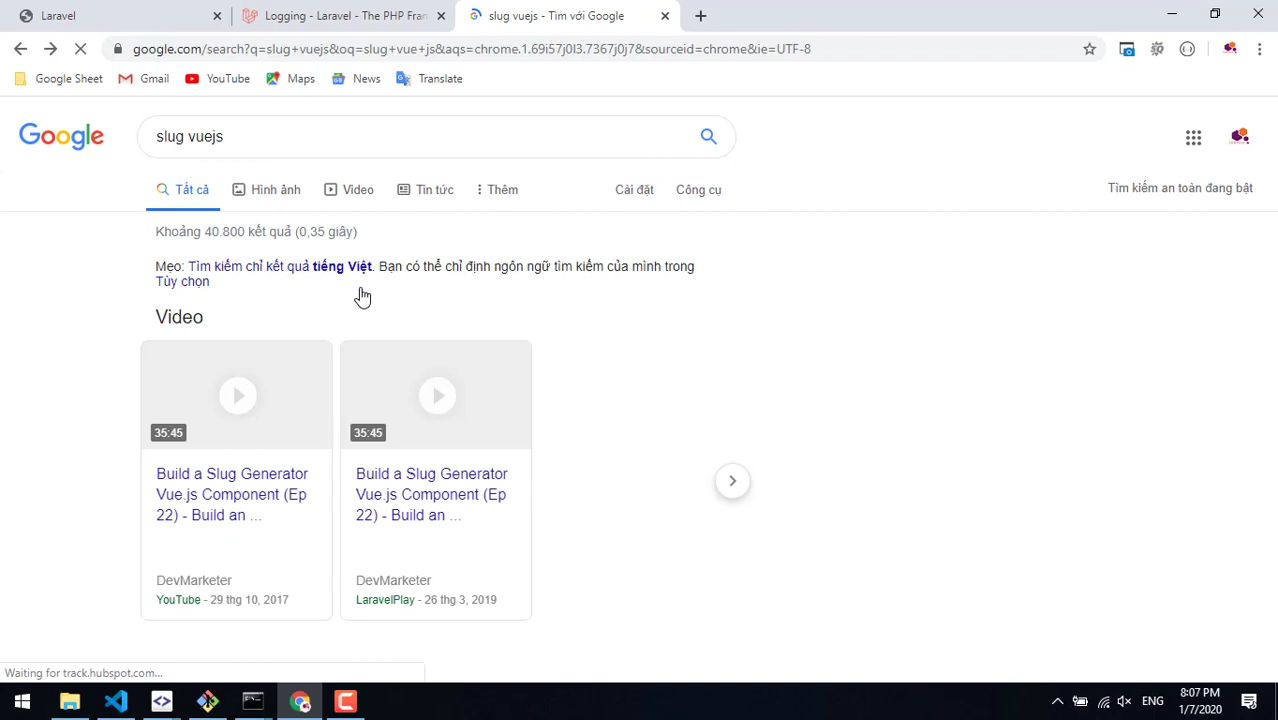 Laravel
Logging - Laravel - The PHP Fran
slug vuejs - Tìm với Google
google.com/search?q=slug+vuejs&oq=slug+vue+js&aqs=chrome.1.69i57j0l3.7367j0j7&sourceid=chrome&ie=UTF-8
Google Sheet
Gmail
YouTube
Maps
News
Translate
Google
slug vuejs
Tất cả
Hình ảnh
Video
Tin tức
Thêm
Cài đặt
Công cụ
Tìm kiếm an toàn đang bật
Khoảng 40.800 kết quả (0,35 giây)
Mẹo: Tìm kiếm chỉ kết quả tiếng Việt. Bạn có thể chỉ định ngôn ngữ tìm kiếm của mình trong
Tùy chọn
Video
35:45
Build a Slug Generator
Vue.js Component (Ep
22) - Build an ...
DevMarketer
YouTube - 29 thg 10, 2017
35:45
Build a Slug Generator
Vue.js Component (Ep
22) - Build an ...
DevMarketer
LaravelPlay - 26 thg 3, 2019
Waiting for track.hubspot.com...
ENG
8:07 PM
1/7/2020